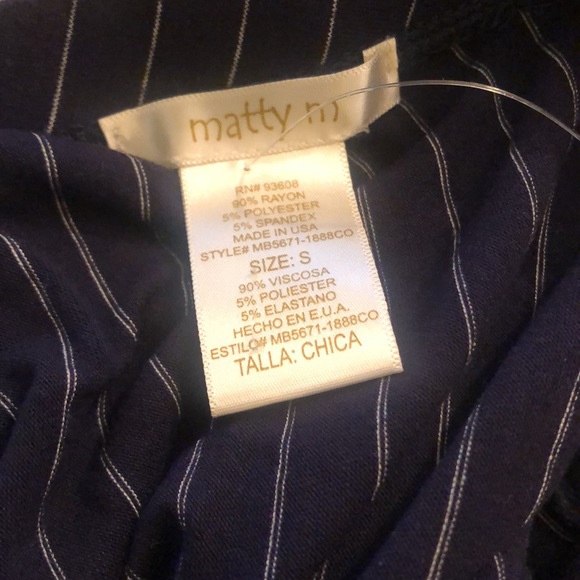 matty m
RN# 93608
90% RAYON
5% POLYESTER
5% SPANDEX
MADE IN USA
STYLE# MB5671-1888CO
SIZE: S
90% VISCOSA
5% POLIESTER
5% ELASTANO
HECHO EN E.U.A.
ESTILO# MB5671-1888CO
TALLA: CHICA